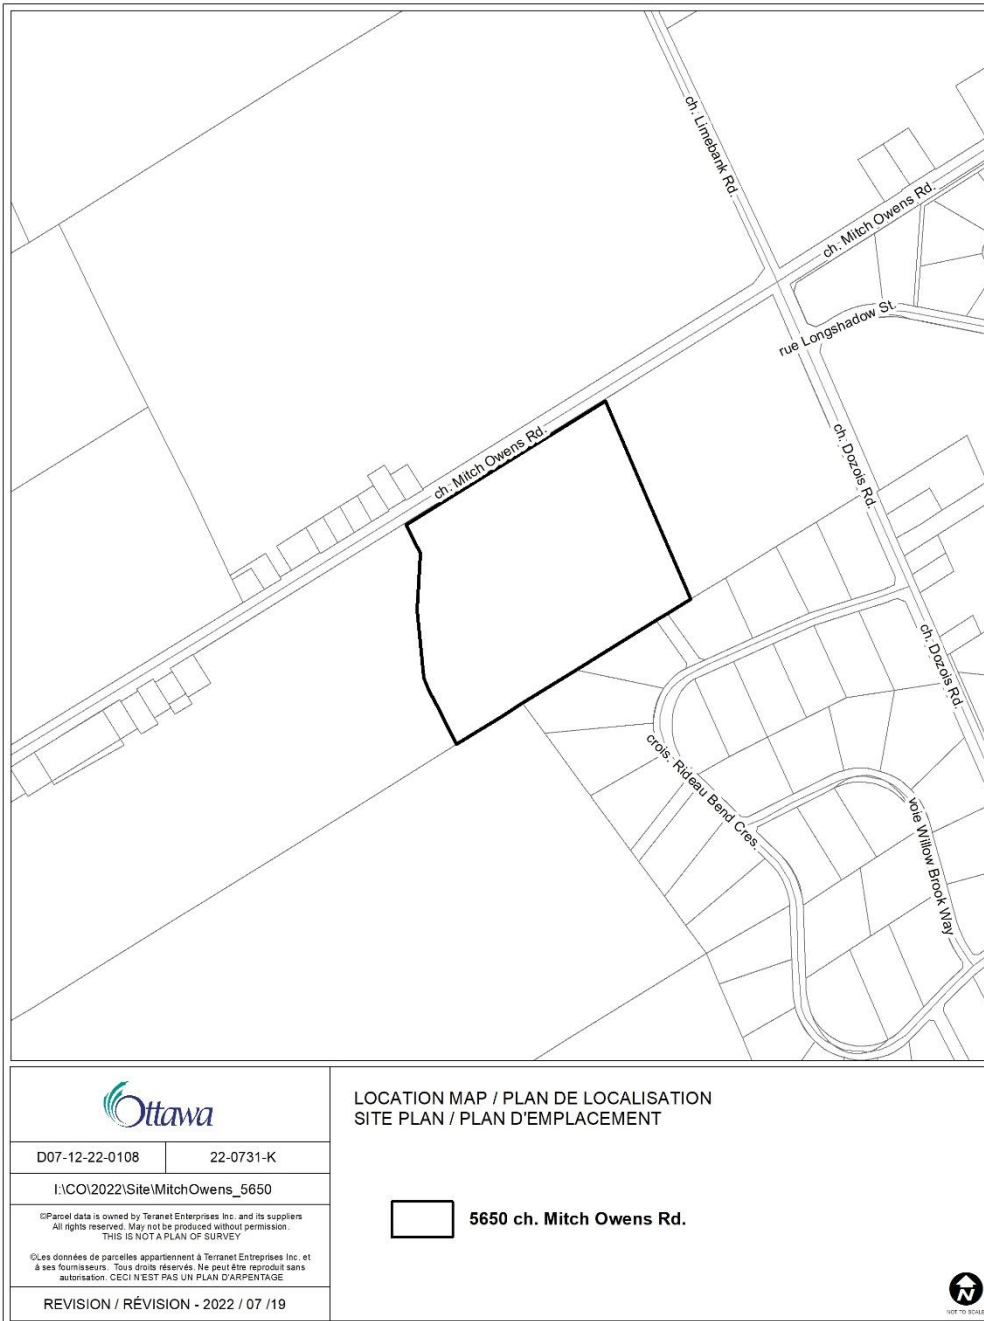 ch. Limebank Rd.
ch. Mitch Owens Rd.
rue Longshadow St.
ch. Mitch Owens Rd.
ch. Dozois Rd.
ch. Dozois Rd.
crois. Rideau Bend Cres.
voie Willow Brook Way
Ottawa
D07-12-22-0108
22-0731-K
I:\CO\2022\Site\MitchOwens_5650
©Parcel data is owned by Teranet Enterprises Inc. and its suppliers
All rights reserved. May not be produced without permission.
THIS IS NOT A PLAN OF SURVEY
©Les données de parcelles appartiennent à Terranet Entreprises Inc. et
à ses fournisseurs. Tous droits réservés. Ne peut être reproduit sans
autorisation. CECI N'EST PAS UN PLAN D'ARPENTAGE
REVISION / RÉVISION - 2022 / 07 /19
LOCATION MAP / PLAN DE LOCALISATION
SITE PLAN / PLAN D'EMPLACEMENT
5650 ch. Mitch Owens Rd.
N
NOT TO SCALE